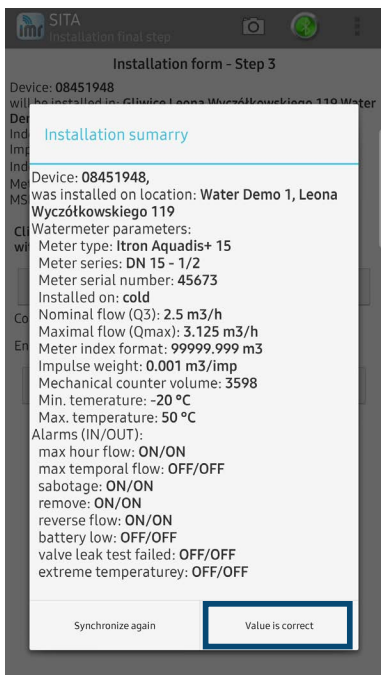 imr
SITA
Installation final step
Installation form - Step 3
Device: 08451948
will be installed in: Gliwice Leona Wyczółkowskiego 119 Water
Installation sumarry
Device: 08451948,
was installed on location: Water Demo 1, Leona
Wyczółkowskiego 119
Watermeter parameters:
Meter type: Itron Aquadis+ 15
Meter series: DN 15 - 1/2
Meter serial number: 45673
Installed on: cold
Nominal flow (Q3): 2.5 m3/h
Maximal flow (Qmax): 3.125 m3/h
Meter index format: 99999.999 m3
Impulse weight: 0.001 m3/imp
Mechanical counter volume: 3598
Min. temerature: -20 °C
Max. temperature: 50 °C
Alarms (IN/OUT):
max hour flow: ON/ON
max temporal flow: OFF/OFF
sabotage: ON/ON
remove: ON/ON
reverse flow: ON/ON
battery low: OFF/OFF
valve leak test failed: OFF/OFF
extreme temperaturey: OFF/OFF
Synchronize again
Value is correct